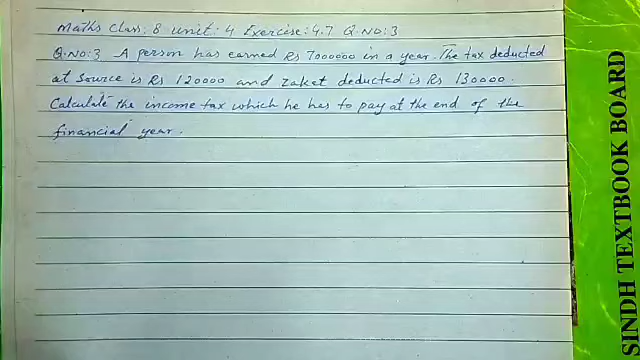 Maths Class: 8 Unit: 4 Exercise: 4.7 Q.NO:3
Q.NO:3 A person has earned Rs 7000000 in a year. The tax deducted
at source is Rs 120000 and Zaket deducted is Rs 130000.
Calculate the income tax which he has to pay at the end of the
financial year.
SINDH TEXTBOOK BOARD